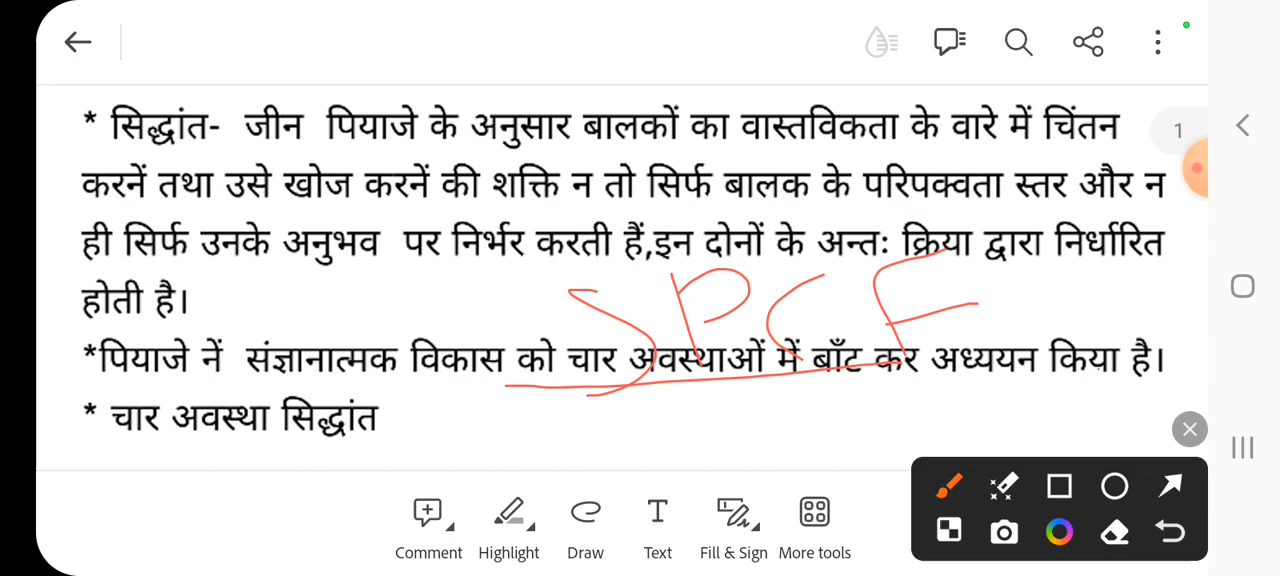 1
* सिद्धांत- जीन पियाजे के अनुसार बालकों का वास्तविकता के वारे में चिंतन
करनें तथा उसे खोज करनें की शक्ति न तो सिर्फ बालक के परिपक्वता स्तर और न
ही सिर्फ उनके अनुभव पर निर्भर करती हैं,इन दोनों के अन्तः क्रिया द्वारा निर्धारित
होती है।
SPCF
*पियाजे नें संज्ञानात्मक विकास को चार अवस्थाओं में बाँट कर अध्ययन किया है।
* चार अवस्था सिद्धांत
Comment Highlight Draw Text Fill & Sign More tools